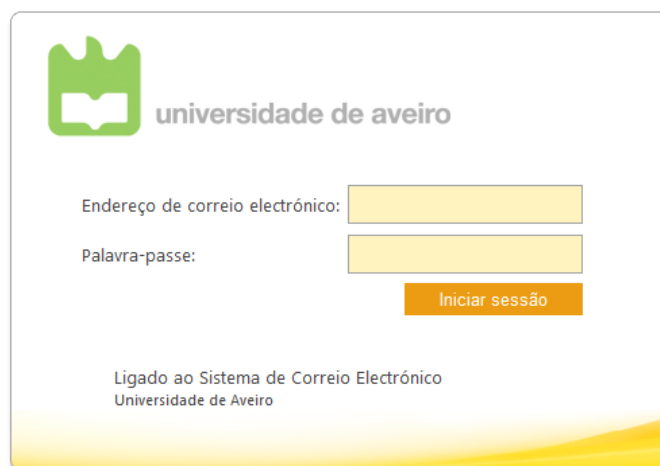 universidade de aveiro
Endereço de correio electrónico:
Palavra-passe:
Iniciar sessão
Ligado ao Sistema de Correio Electrónico
Universidade de Aveiro